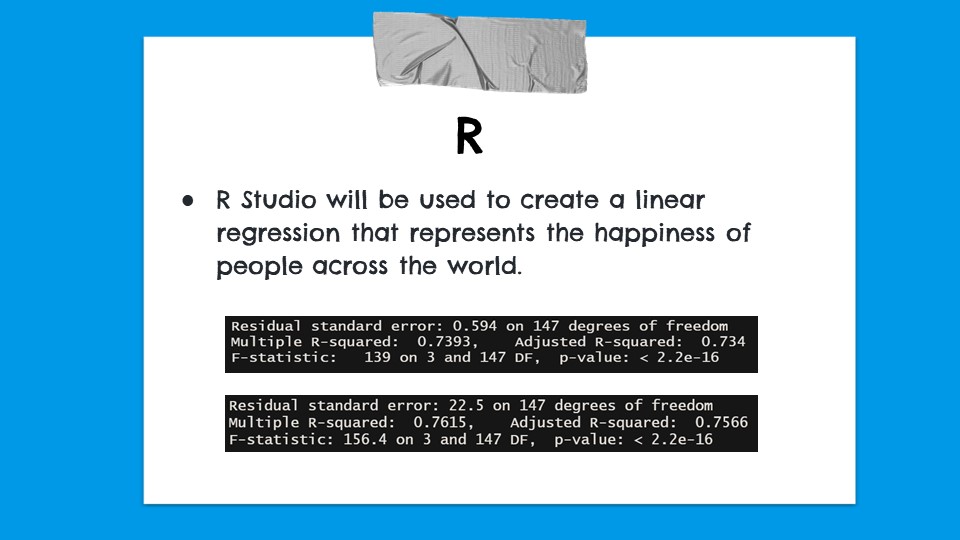 R
● R Studio will be used to create a linear
regression that represents the happiness of
people across the world.
Residual standard error: 0.594 on 147 degrees of freedom
Multiple R-squared:  0.7393,    Adjusted R-squared:  0.734
F-statistic:   139 on 3 and 147 DF,  p-value: < 2.2e-16
Residual standard error: 22.5 on 147 degrees of freedom
Multiple R-squared:  0.7615,    Adjusted R-squared:  0.7566
F-statistic: 156.4 on 3 and 147 DF,  p-value: < 2.2e-16